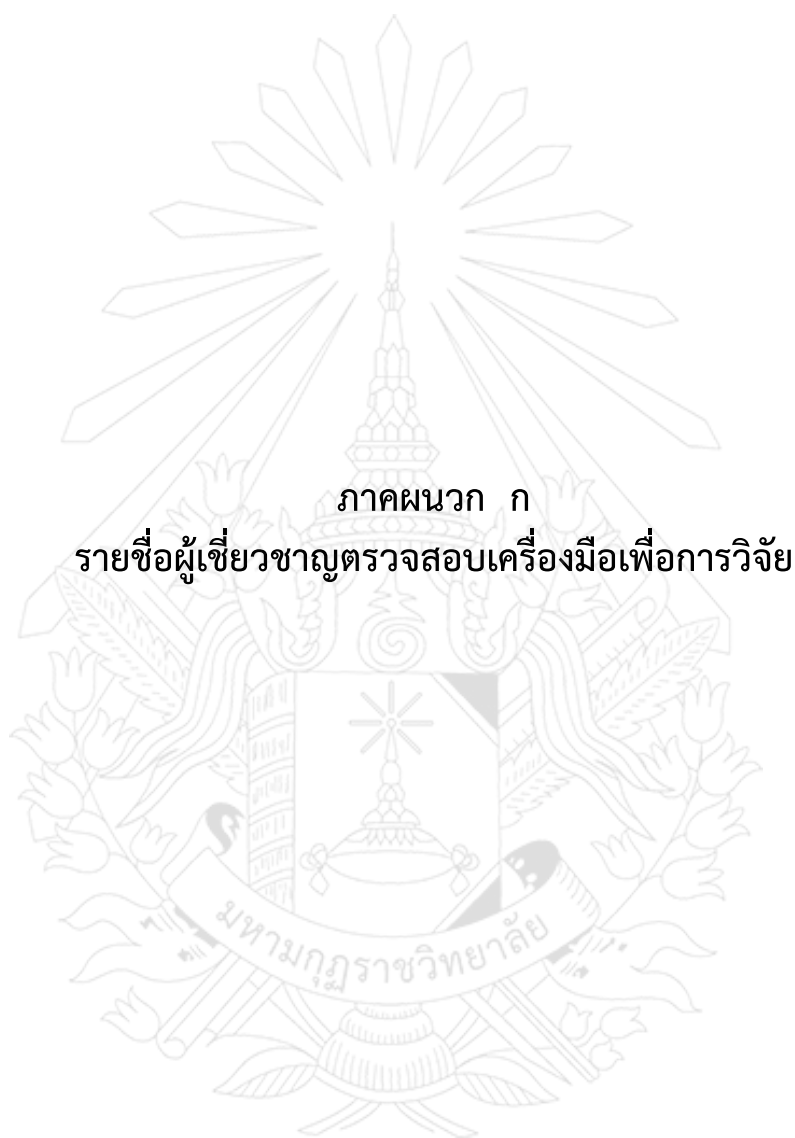 ภาคผนวก ก
รายชื่อผู้เชี่ยวชาญตรวจสอบเครื่องมือเพื่อการวิจัย
มหามกุฏราชวิทยาลัย